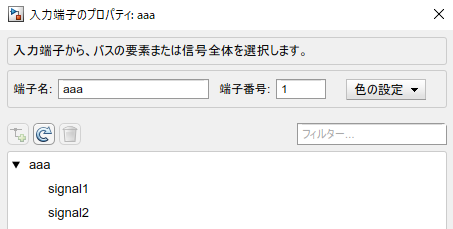 入力端子のプロパティ: aaa
入力端子から、バスの要素または信号全体を選択します。
端子名: aaa 端子番号: 1 色の設定
フィルター...
aaa
signal1
signal2